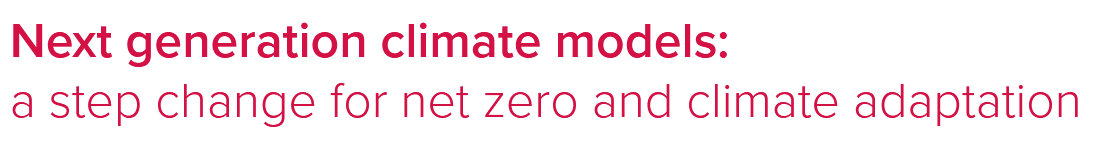 Next generation climate models:
a step change for net zero and climate adaptation